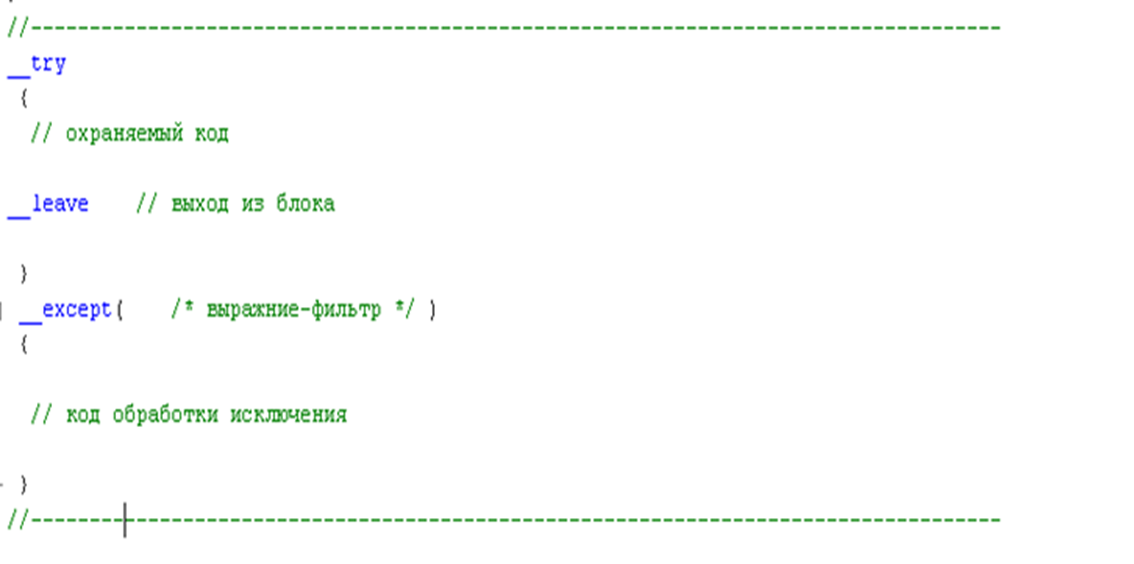 //-----------------------------------------------------------------------------------
__try
{
// охраняемый код
__leave // выход из блока
}
__except( /* выражние-фильтр */ )
{
// код обработки исключения
}
//-----------------------------------------------------------------------------------